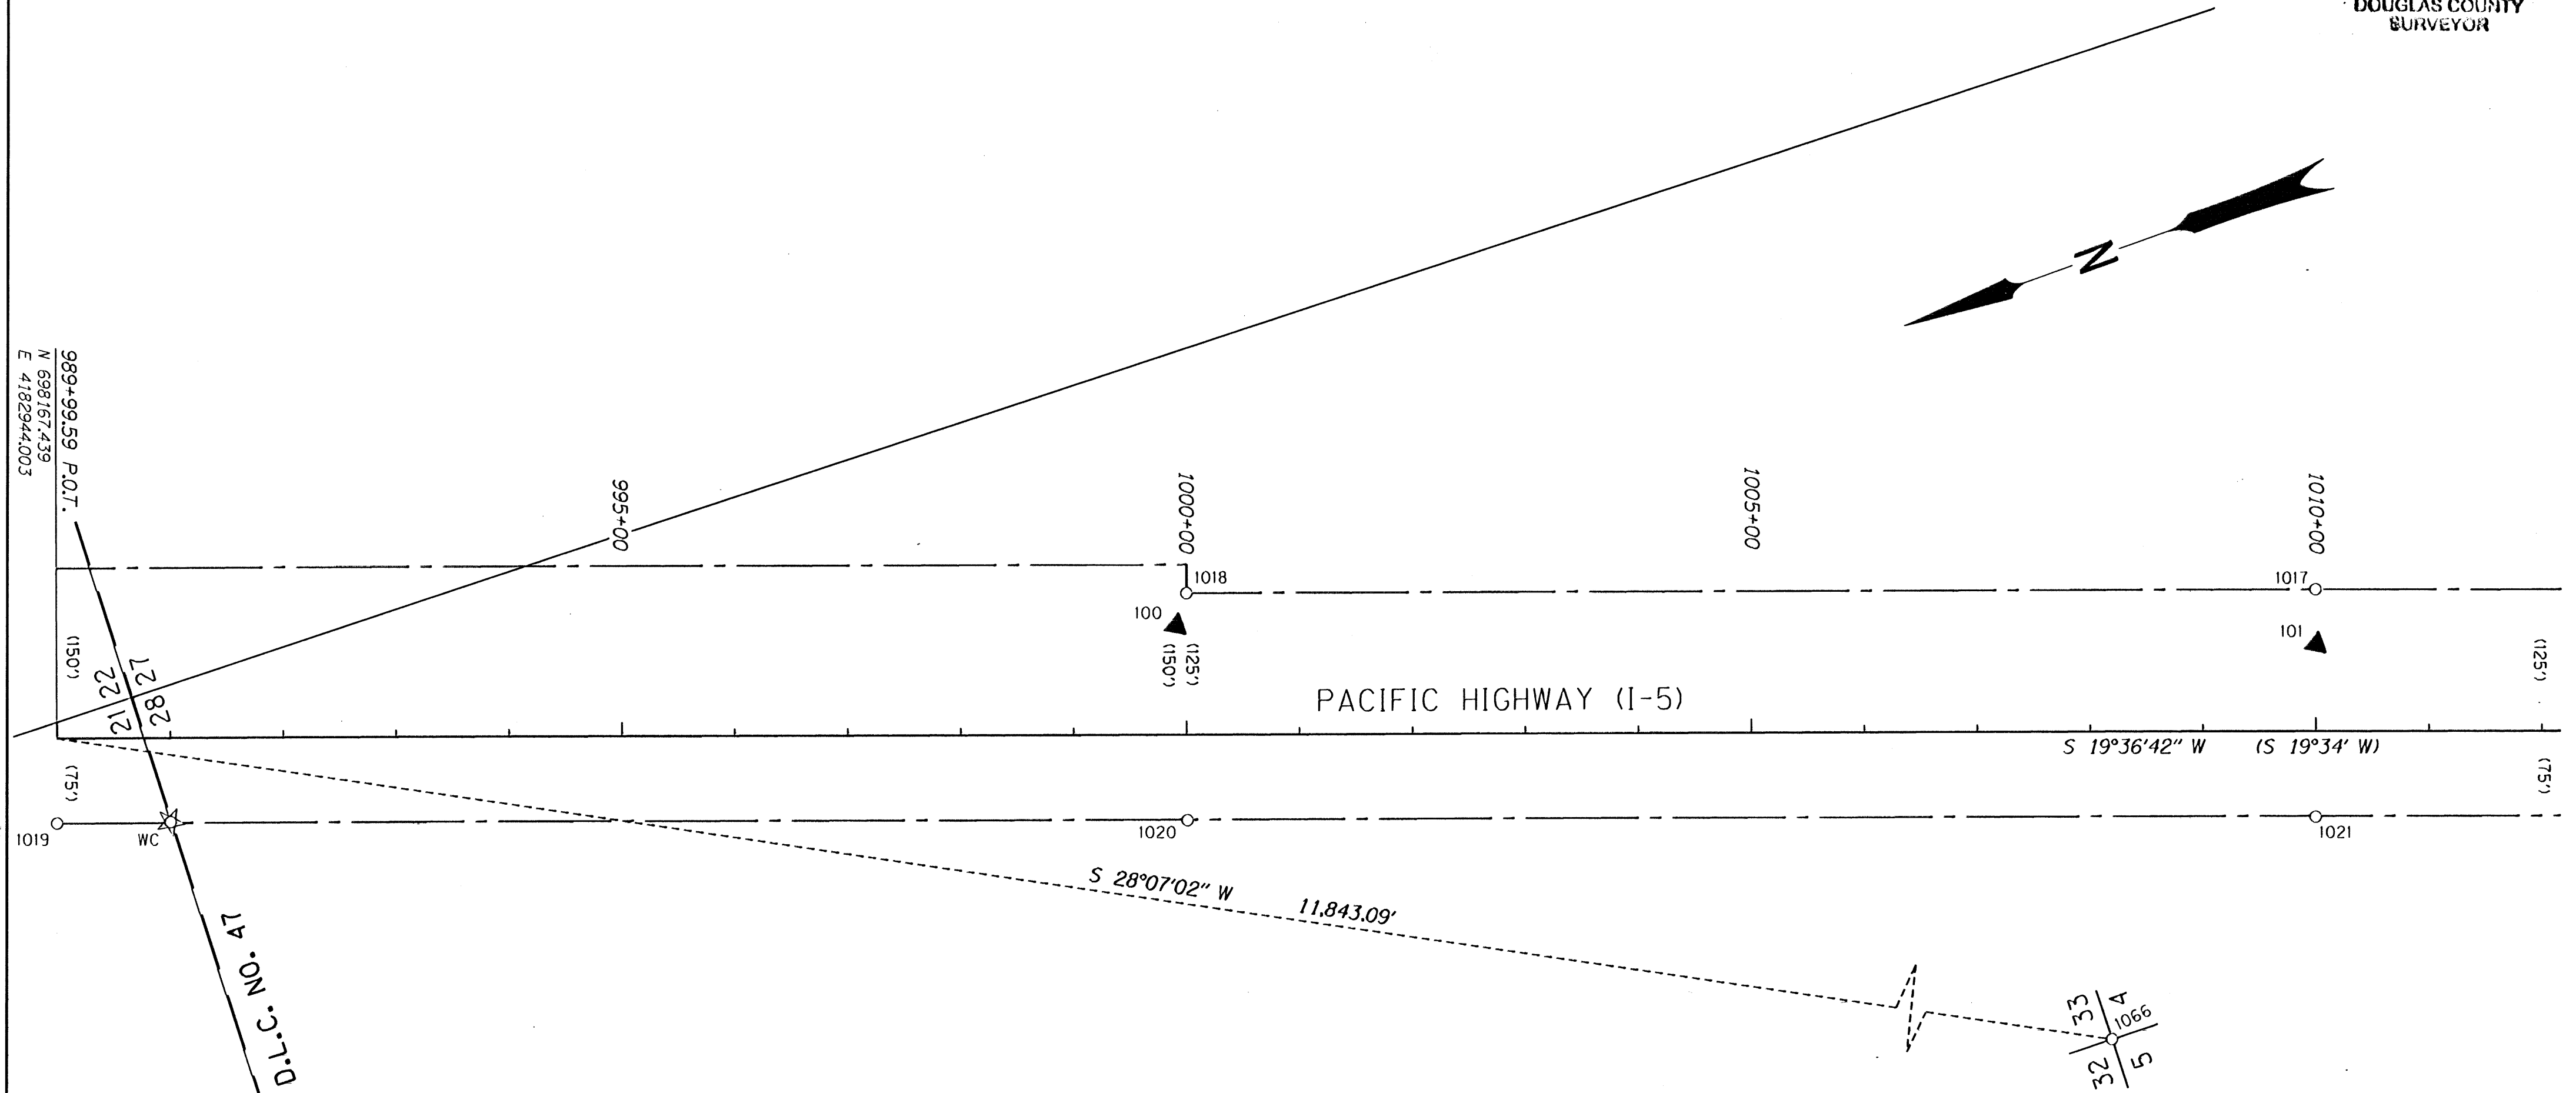 DOUGLAS COUNTY
SURVEYOR
N
989+99.59 P.O.T.
N 698167.439
E 4182944.003
995+00
1000+00
1005+00
1010+00
1018
1017
100
101
(150')
(125')
(150')
(125')
22
27
21
28
PACIFIC HIGHWAY (I-5)
S 19°36'42" W (S 19°34' W)
(75')
(75')
1019
WC
1020
1021
S 28°07'02" W 11,843.09'
D.L.C. NO. 47
33
4
1066
32
5